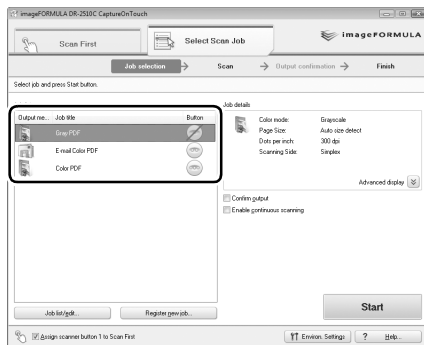 imageFORMULA DR-2510C CaptureOnTouch
Scan First
Select Scan Job
imageFORMULA
Job selection
Scan
Output confirmation
Finish
Select job and press Start button.
Job details
Output me... Job title Button
Gray PDF
E-mail Color PDF
Color PDF
Color mode: Grayscale
Page Size: Auto size detect
Dots per inch: 300 dpi
Scanning Side: Simplex
Advanced display
Confirm output
Enable continuous scanning
Start
Job list/edit...
Register new job...
Assign scanner button 1 to Scan First
Environ. Settings
? Help...